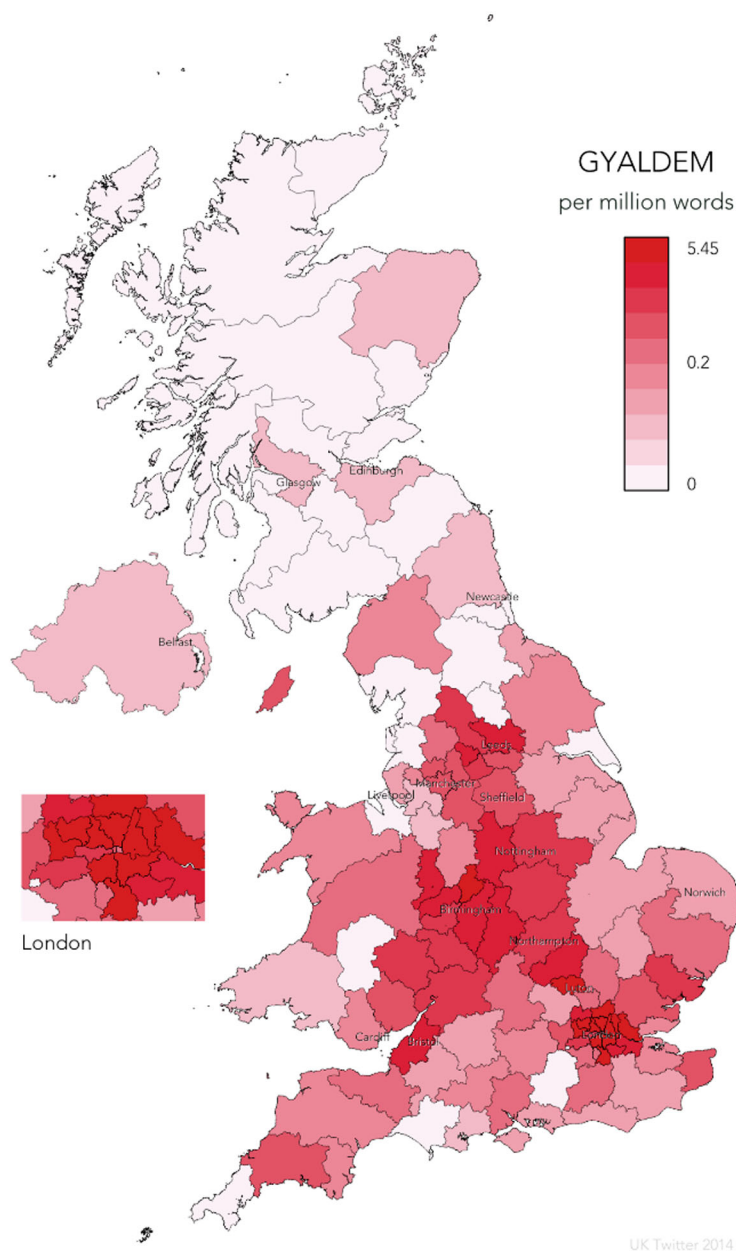 GYALDEM
per million words
5.45
0.2
0
Edinburgh
Glasgow
Newcastle
Belfast
Leeds
Manchester
Liverpool
Sheffield
Nottingham
Norwich
Birmingham
Northampton
London
Luton
London
Cardiff
Bristol
UK Twitter 2014